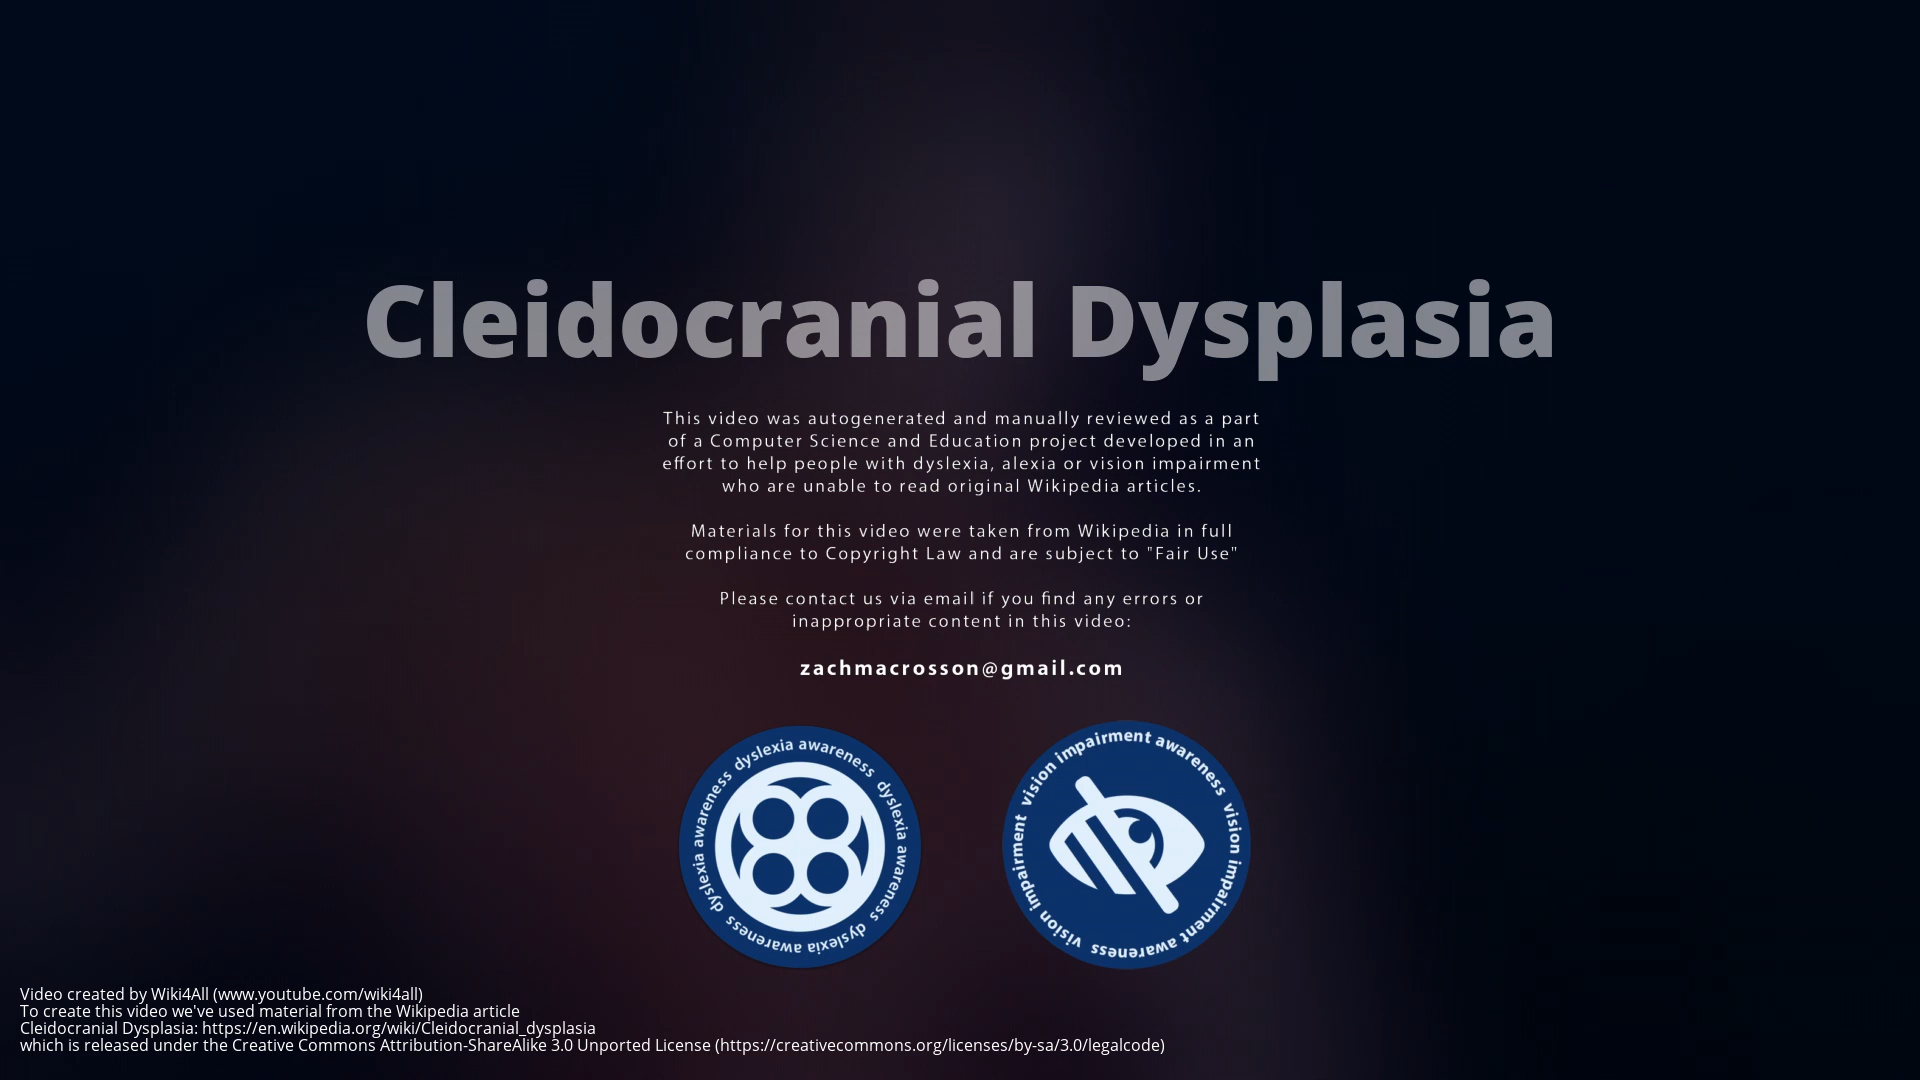 Cleidocranial Dysplasia
This video was autogenerated and manually reviewed as a part
of a Computer Science and Education project developed in an
effort to help people with dyslexia, alexia or vision impairment
who are unable to read original Wikipedia articles.
Materials for this video were taken from Wikipedia in full
compliance to Copyright Law and are subject to "Fair Use"
Please contact us via email if you find any errors or
inappropriate content in this video:
zachmacrosson@gmail.com
dyslexia awareness dyslexia awareness dyslexia awareness dyslexia awareness
vision impairment awareness vision impairment awareness vision impairment
Video created by Wiki4All (www.youtube.com/wiki4all)
To create this video we've used material from the Wikipedia article
Cleidocranial Dysplasia: https://en.wikipedia.org/wiki/Cleidocranial_dysplasia
which is released under the Creative Commons Attribution-ShareAlike 3.0 Unported License (https://creativecommons.org/licenses/by-sa/3.0/legalcode)